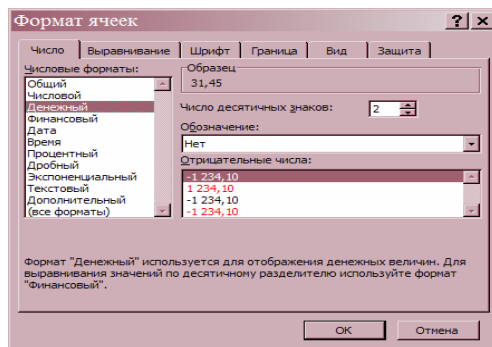 Формат ячеек
Число Выравнивание Шрифт Граница Вид Защита
Числовые форматы:
Общий
Числовой
Денежный
Финансовый
Дата
Время
Процентный
Дробный
Экспоненциальный
Текстовый
Дополнительный
(все форматы)
Образец
31,45
Число десятичных знаков: 2
Обозначение:
Нет
Отрицательные числа:
-1 234,10
1 234,10
-1 234,10
-1 234,10
Формат "Денежный" используется для отображения денежных величин. Для
выравнивания значений по десятичному разделителю используйте формат
"Финансовый".
ОК Отмена